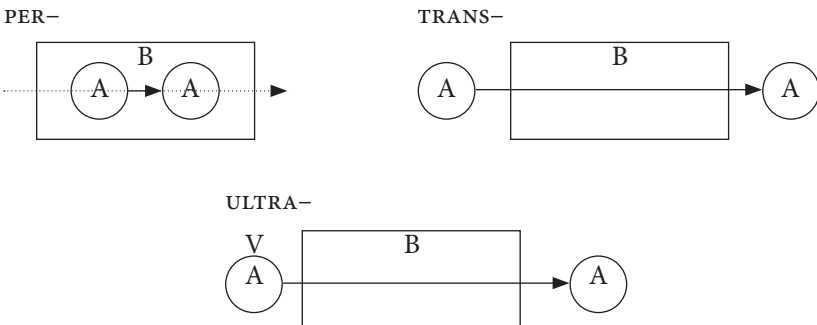 PER– TRANS–
B B
A A A A
ULTRA–
V B
A A